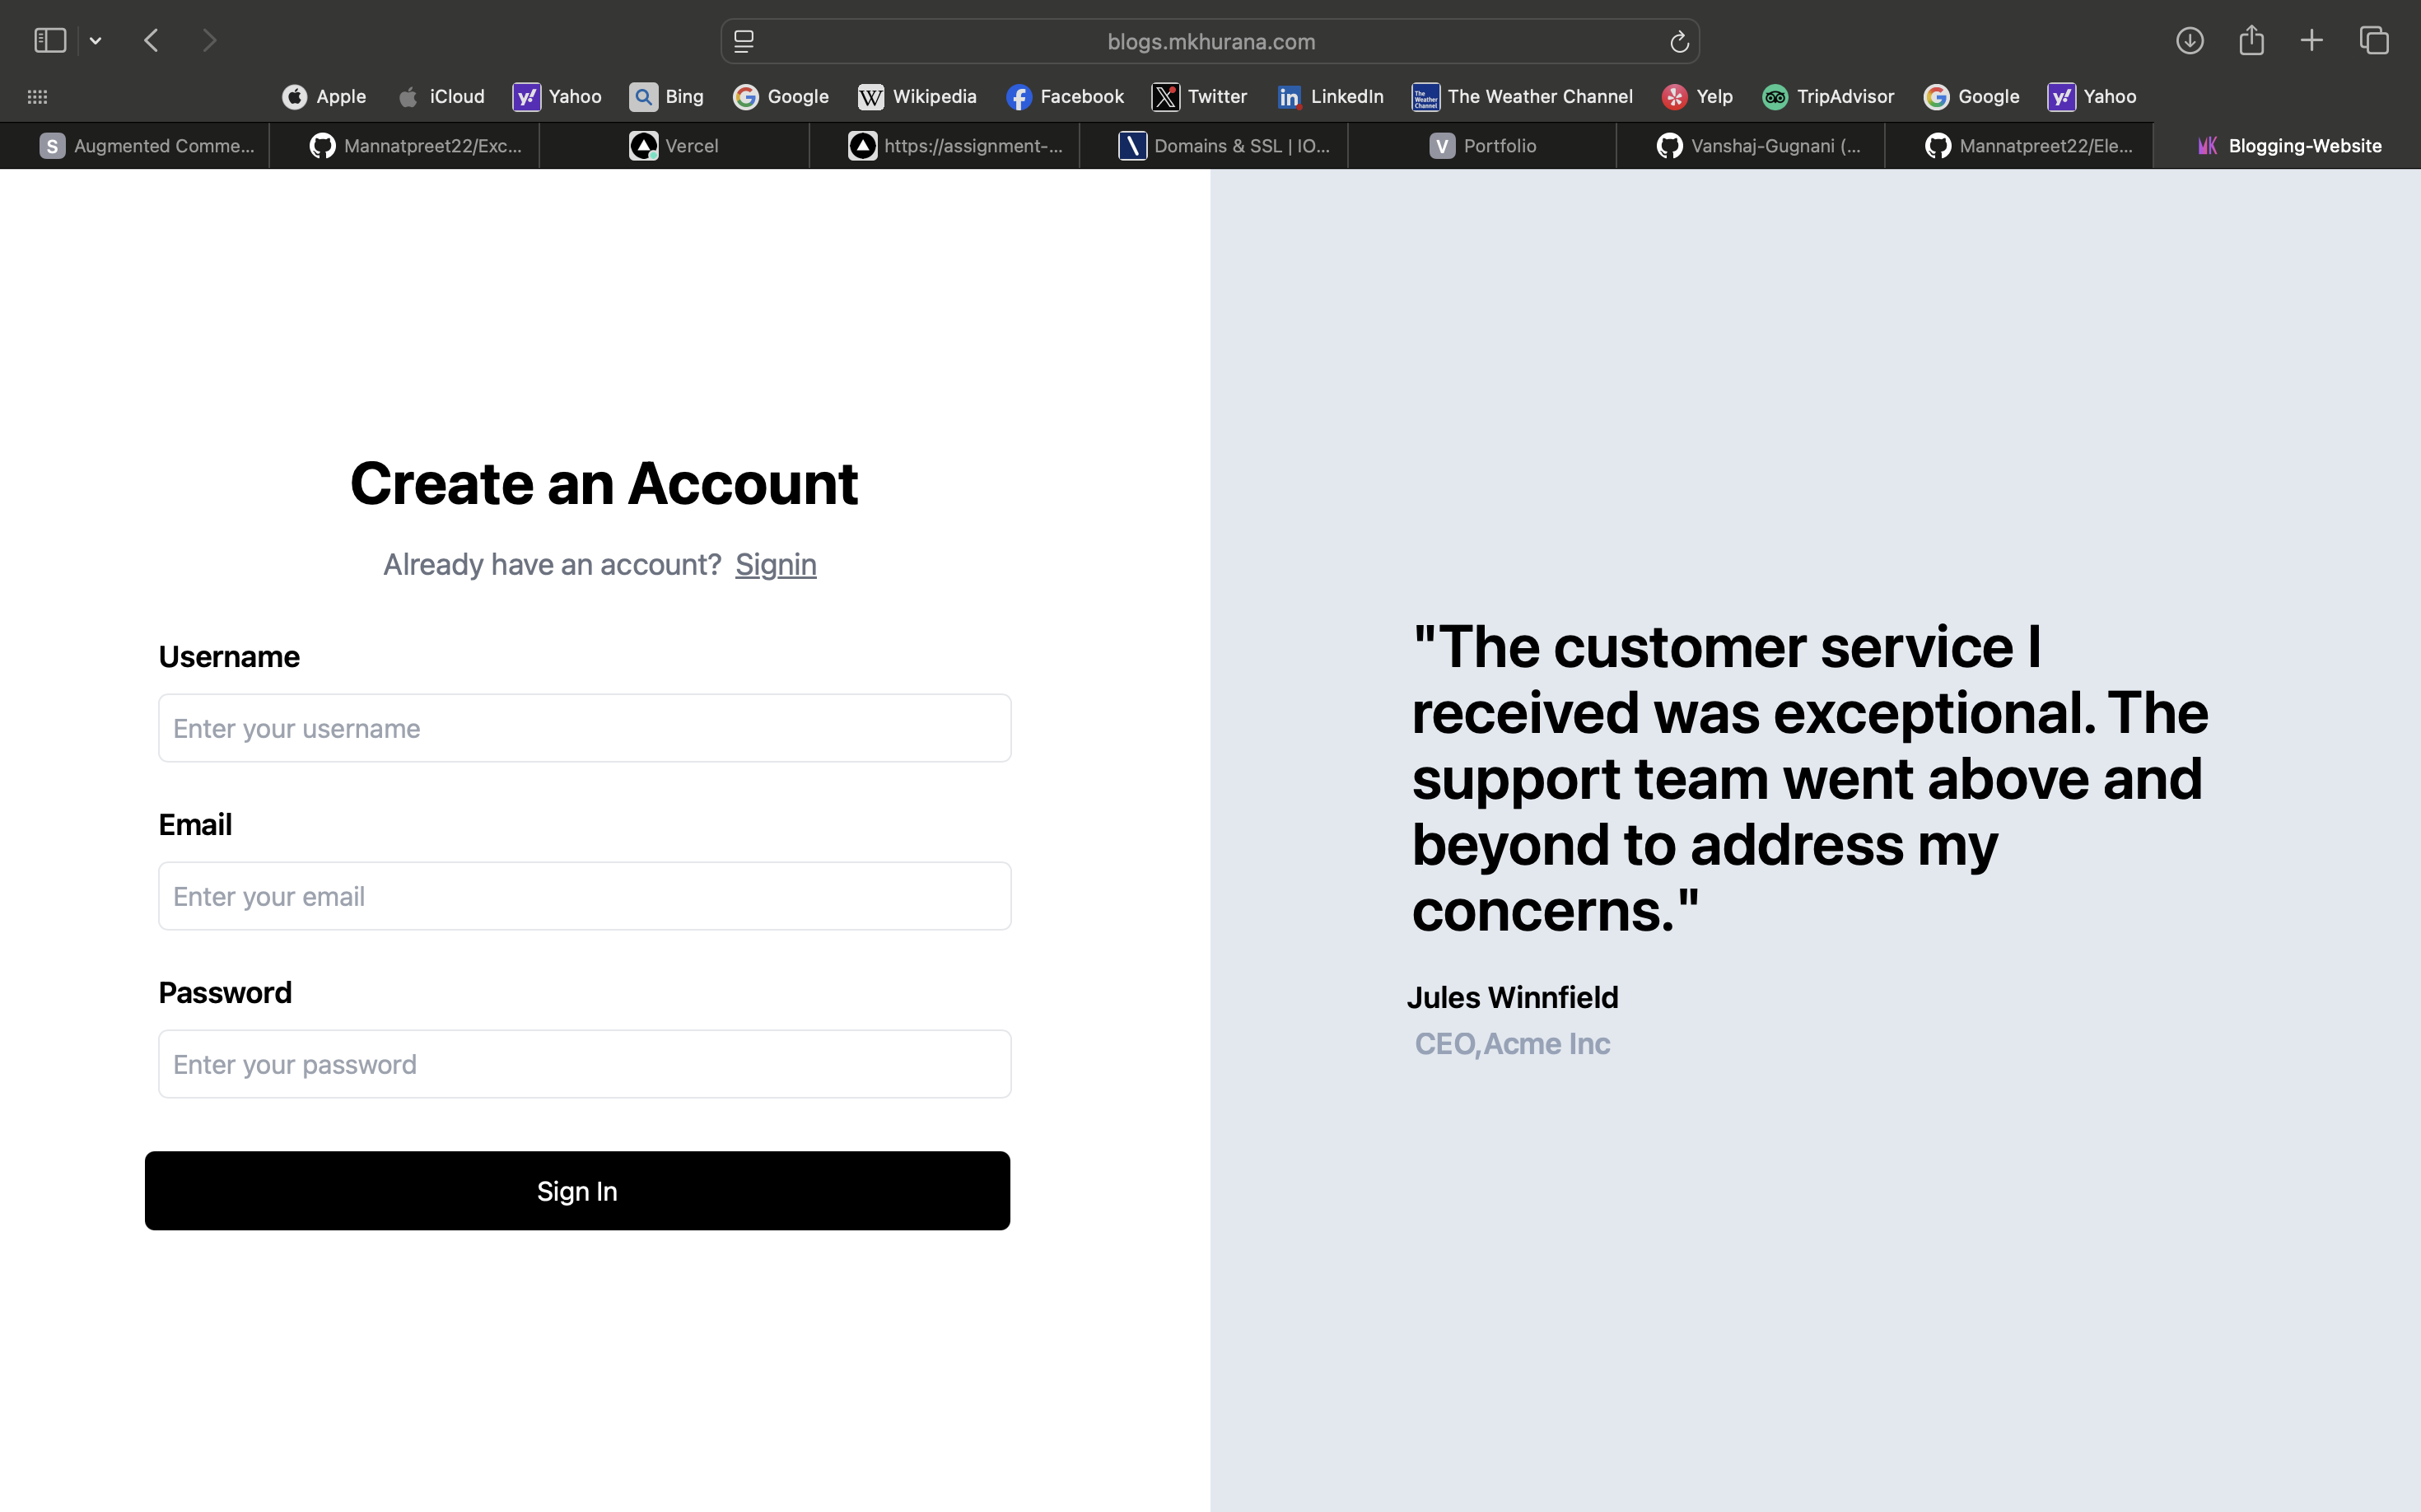 blogs.mkhurana.com
Apple iCloud Yahoo Bing Google Wikipedia Facebook Twitter LinkedIn The Weather Channel Yelp TripAdvisor Google Yahoo
Augmented Comme... Mannatpreet22/Exc... Vercel https://assignment-... Domains & SSL | IO... Portfolio Vanshaj-Gugnani (... Mannatpreet22/Ele... Blogging-Website
Create an Account
Already have an account? Signin
Username
Enter your username
Email
Enter your email
Password
Enter your password
Sign In
"The customer service I
received was exceptional. The
support team went above and
beyond to address my
concerns."
Jules Winnfield
CEO,Acme Inc